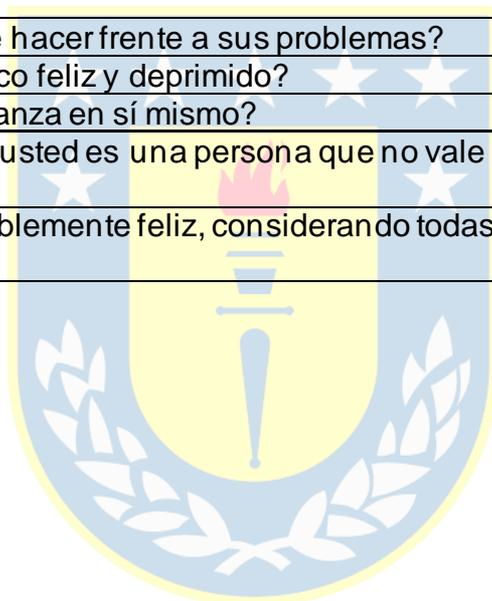 hacer frente a sus problemas?
co feliz y deprimido?
anza en sí mismo?
usted es una persona que no vale
blemente feliz, considerando todas